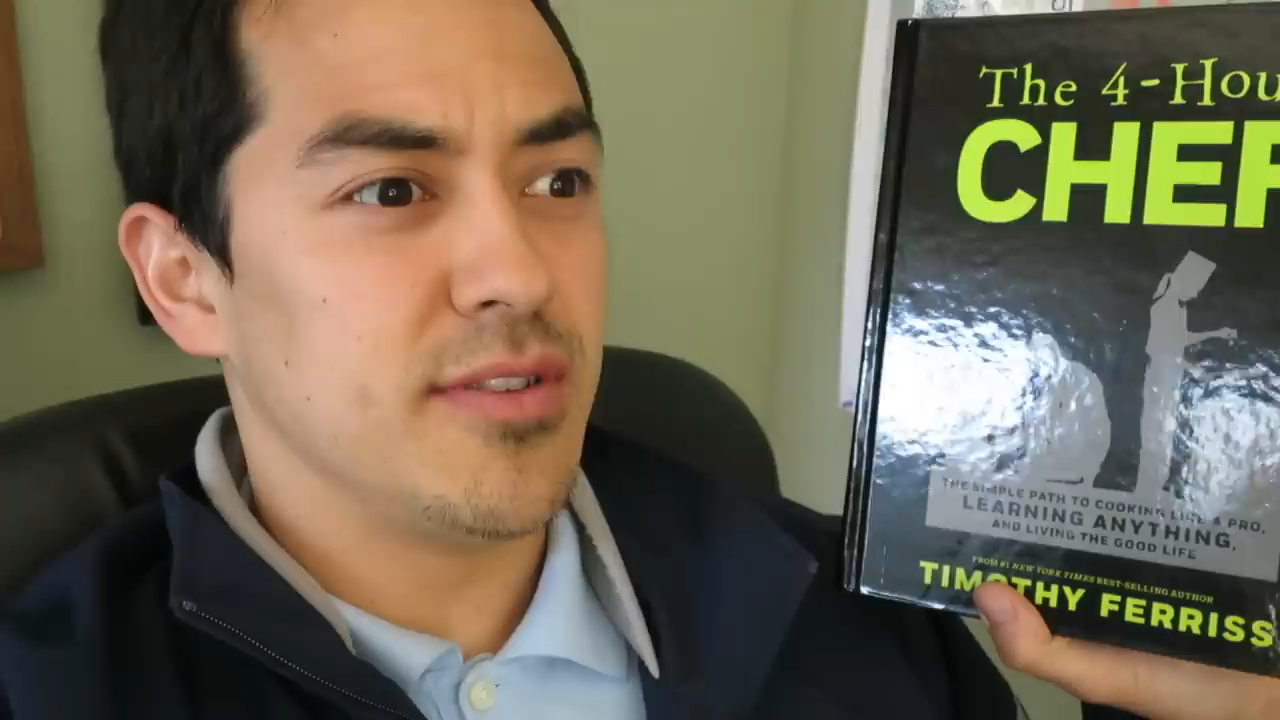 The 4-Hou
CHEF
THE SIMPLE PATH TO COOKING LIKE A PRO,
LEARNING ANYTHING,
AND LIVING THE GOOD LIFE
FROM #1 NEW YORK TIMES BEST-SELLING AUTHOR
TIMOTHY FERRISS